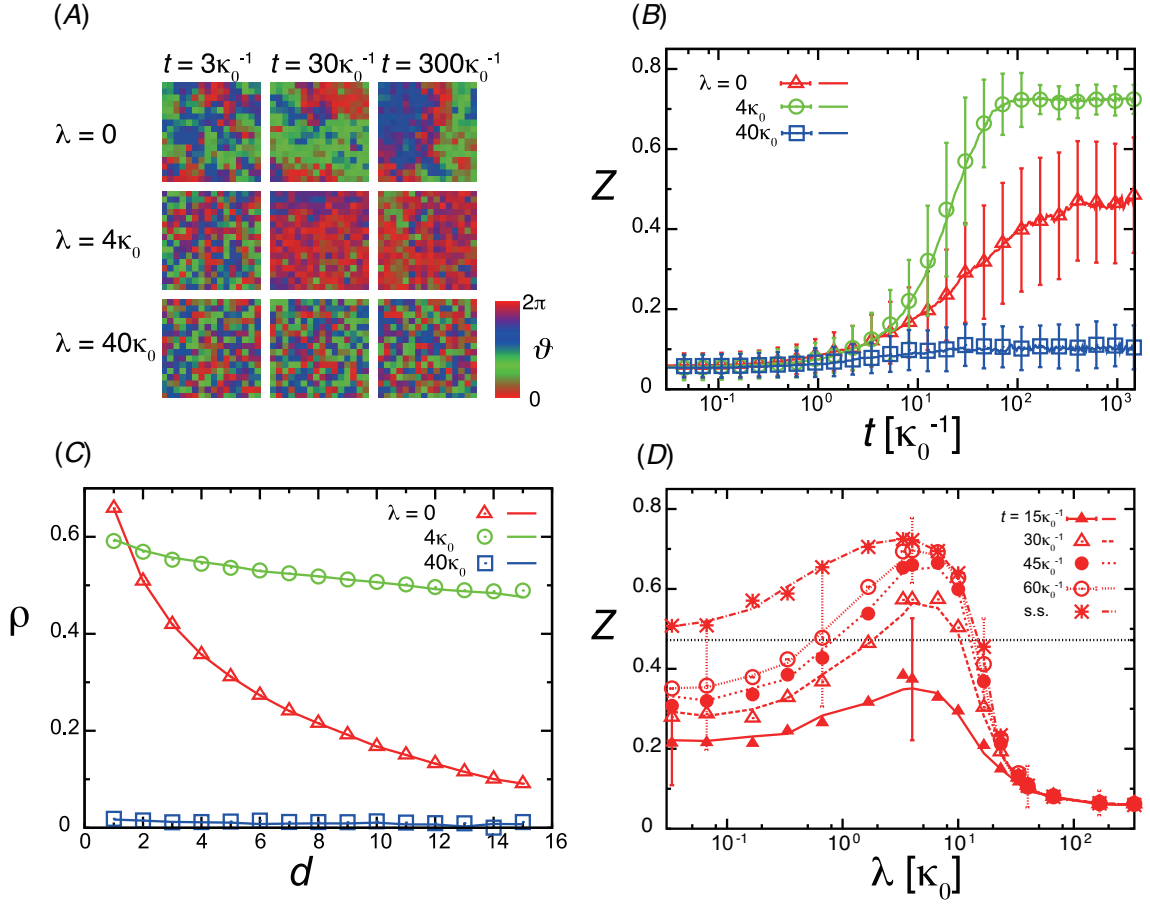 (A)
t = 3κ₀⁻¹ t = 30κ₀⁻¹ t = 300κ₀⁻¹
λ = 0
λ = 4κ₀
λ = 40κ₀
2π
ϑ
0
(B)
0.8
0.6
0.4
0.2
0
Z
λ = 0
4κ₀
40κ₀
10⁻¹ 10⁰ 10¹ 10² 10³
t [κ₀⁻¹]
(C)
0.6
0.4
0.2
0
ρ
λ = 0
4κ₀
40κ₀
0 2 4 6 8 10 12 14 16
d
(D)
0.8
0.6
0.4
0.2
0
Z
t = 15κ₀⁻¹
30κ₀⁻¹
45κ₀⁻¹
60κ₀⁻¹
s.s.
10⁻¹ 10⁰ 10¹ 10²
λ [κ₀]